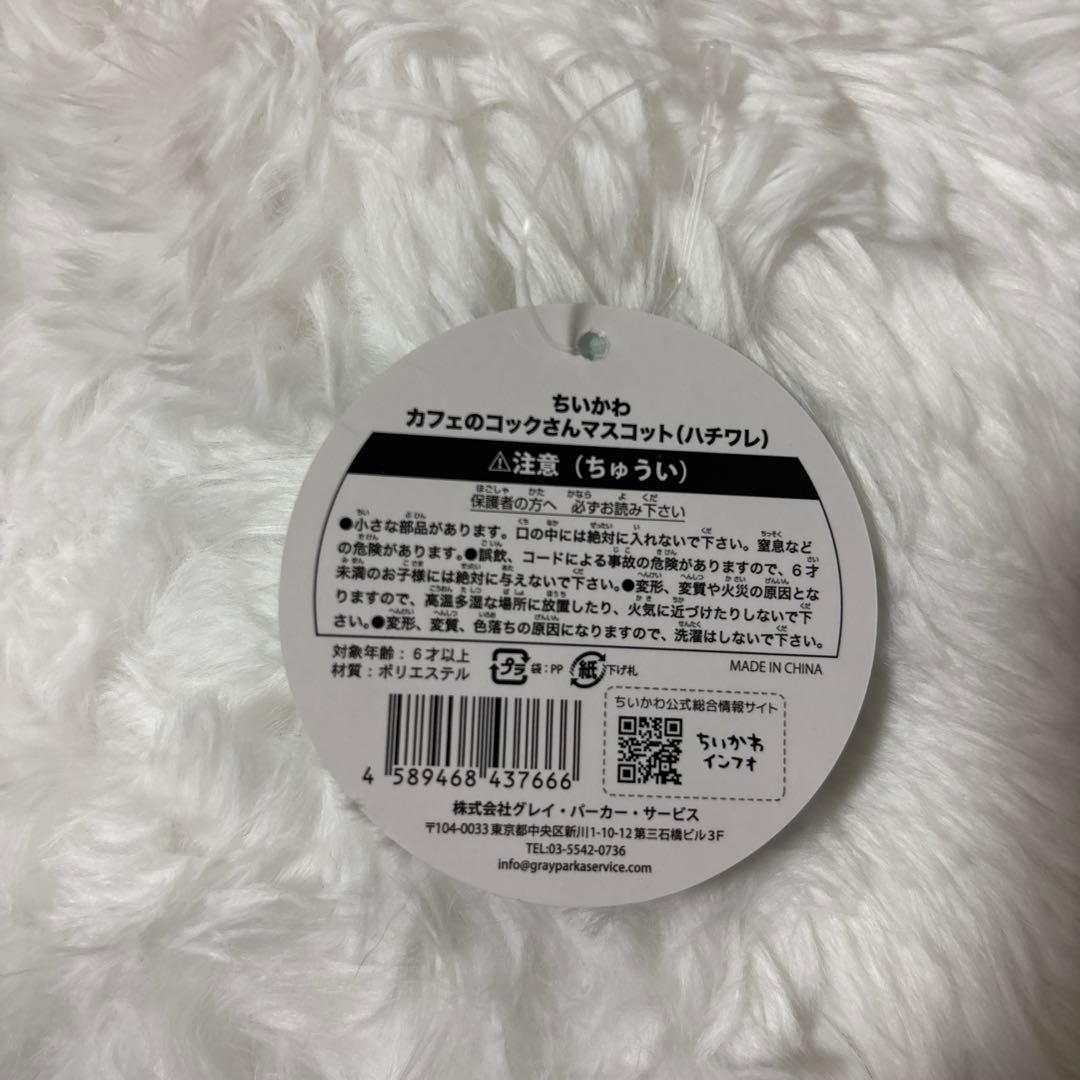 ちいかわ
カフェのコックさんマスコット(ハチワレ)
⚠注意(ちゅうい)
保護者の方へ 必ずお読み下さい
●小さな部品があります。口の中には絶対に入れないで下さい。窒息など
の危険があります。●誤飲、コードによる事故の危険がありますので、6才
未満のお子様には絶対に与えないで下さい。●変形、変質や火災の原因とな
りますので、高温多湿な場所に放置したり、火気に近づけたりしないで下
さい。●変形、変質、色落ちの原因になりますので、洗濯はしないで下さい。
対象年齢:6才以上
材質:ポリエステル
プラ 袋:PP 紙 下げ札
MADE IN CHINA
ちいかわ公式総合情報サイト
ちいかわ
インフォ
4 589468 437666
株式会社グレイ・パーカー・サービス
〒104-0033 東京都中央区新川1-10-12 第三石橋ビル3F
TEL:03-5542-0736
info@grayparkaservice.com